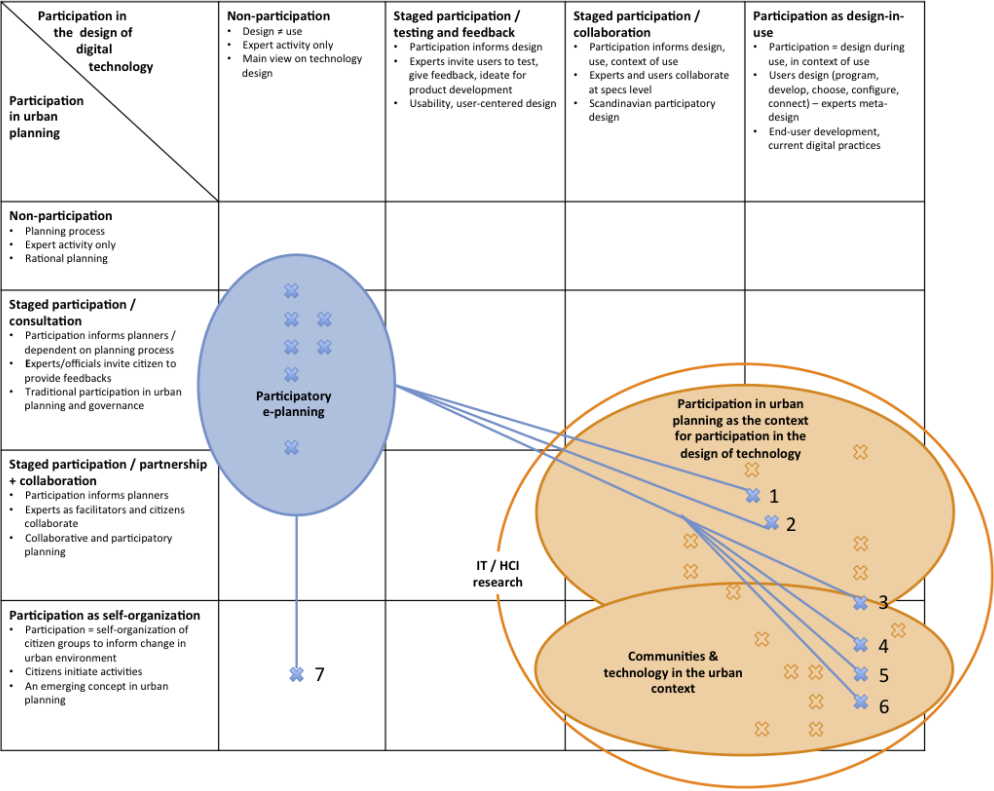 Participation in
the design of
digital
technology
Participation
in urban
planning
Non-participation
• Design ≠ use
• Expert activity only
• Main view on technology
design
Staged participation /
testing and feedback
• Participation informs design
• Experts invite users to test,
give feedback, ideate for
product development
• Usability, user-centered design
Staged participation /
collaboration
• Participation informs design,
use, context of use
• Experts and users collaborate
at specs level
• Scandinavian participatory
design
Participation as design-in-
use
• Participation = design during
use, in context of use
• Users design (program,
develop, choose, configure,
connect) – experts meta-
design
• End-user development,
current digital practices
Non-participation
• Planning process
• Expert activity only
• Rational planning
Staged participation /
consultation
• Participation informs planners /
dependent on planning process
• Experts/officials invite citizen to
provide feedbacks
• Traditional participation in urban
planning and governance
Participatory
e-planning
Participation in urban
planning as the context
for participation in the
design of technology
Staged participation / partnership
+ collaboration
• Participation informs planners
• Experts as facilitators and citizens
collaborate
• Collaborative and participatory
planning
1
2
IT / HCI
research
3
Participation as self-organization
• Participation = self-organization of
citizen groups to inform change in
urban environment
• Citizens initiate activities
• An emerging concept in urban
planning
7
Communities &
technology in the urban
context
4
5
6